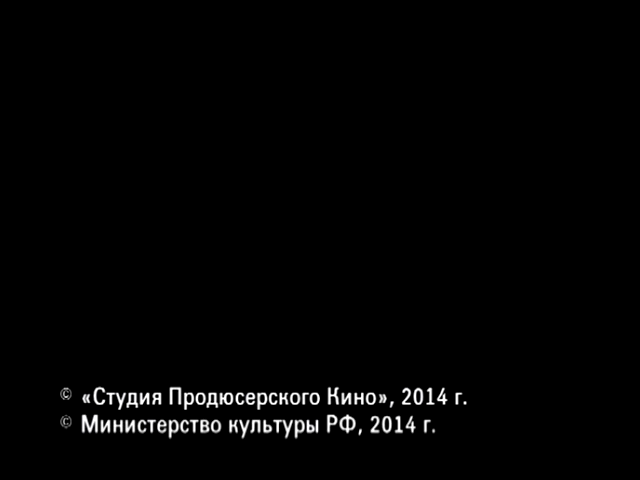 © «Студия Продюсерского Кино», 2014 г.
© Министерство культуры РФ, 2014 г.